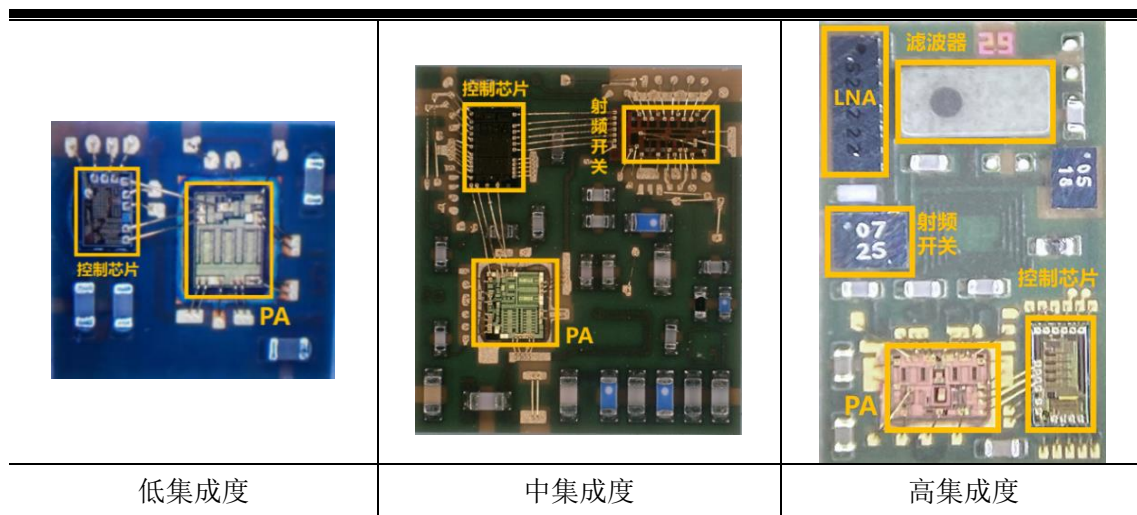 控制芯片
PA
低集成度
控制芯片
射频开关
PA
中集成度
滤波器
29
LNA
05
18
07
2S
射频
开关
控制芯片
PA
高集成度